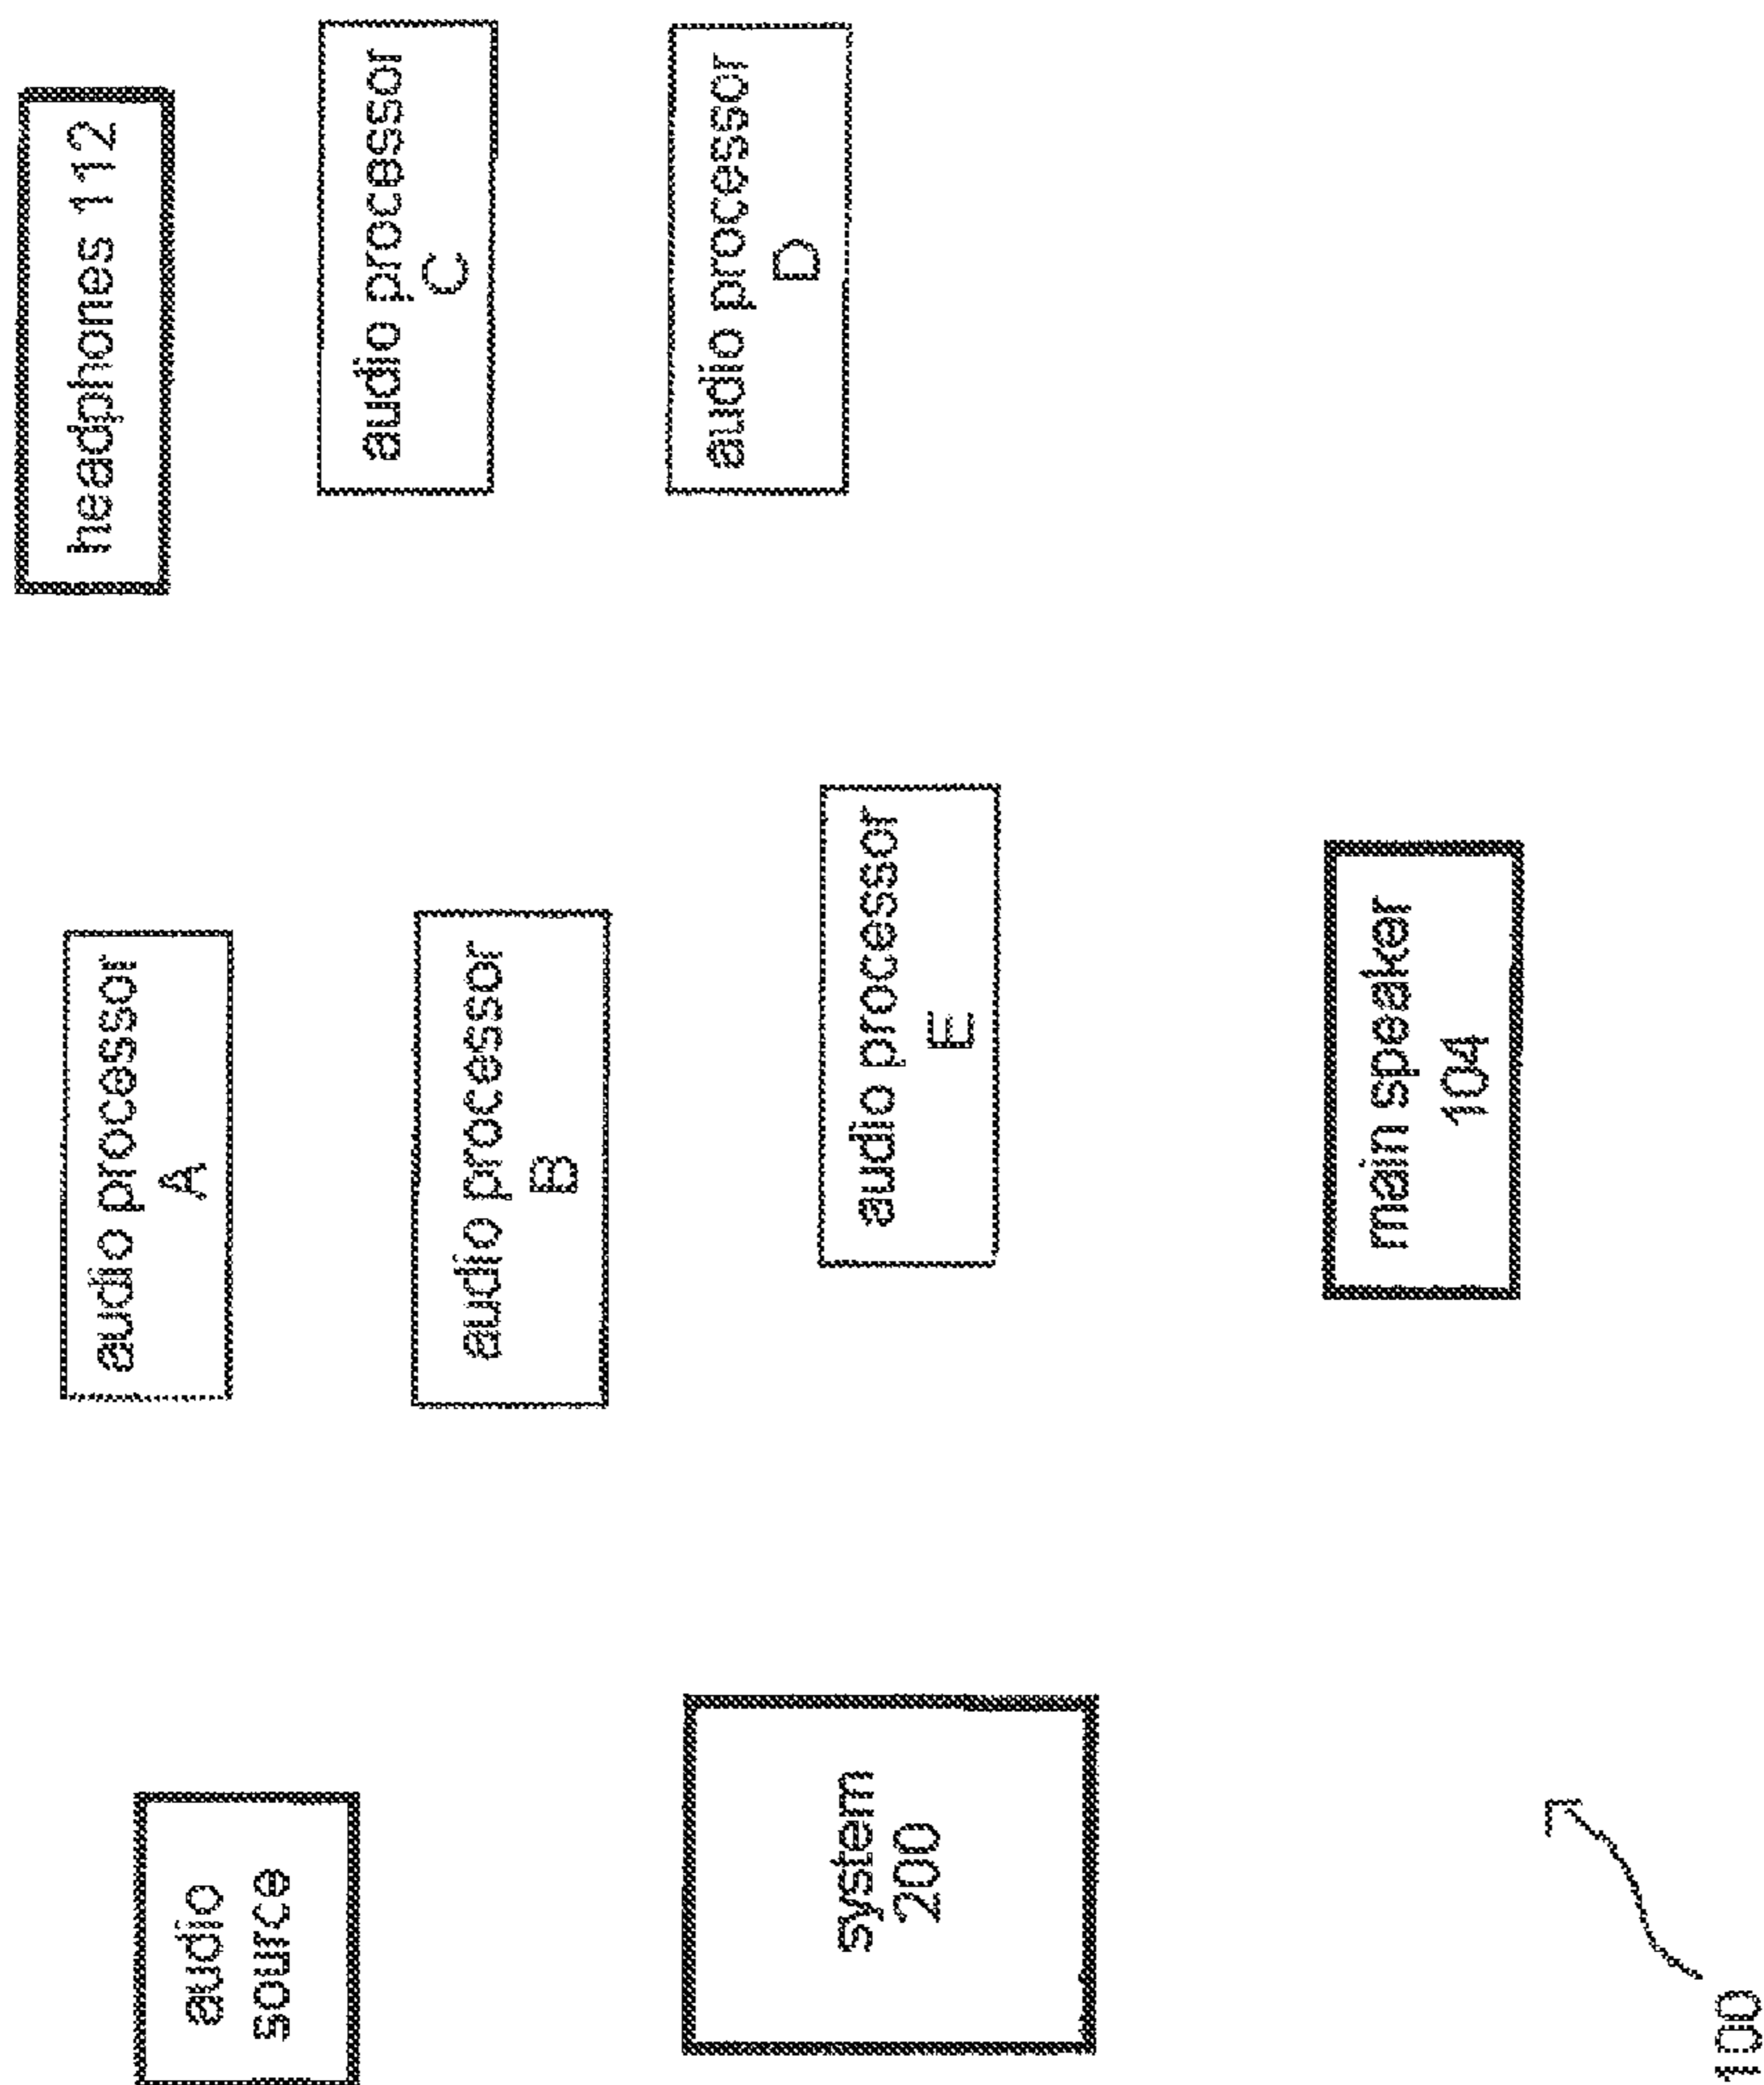 audio
source
audio processor
A
headphones 112
audio processor
B
audio processor
C
system
200
audio processor
E
audio processor
D
main speaker
104
100